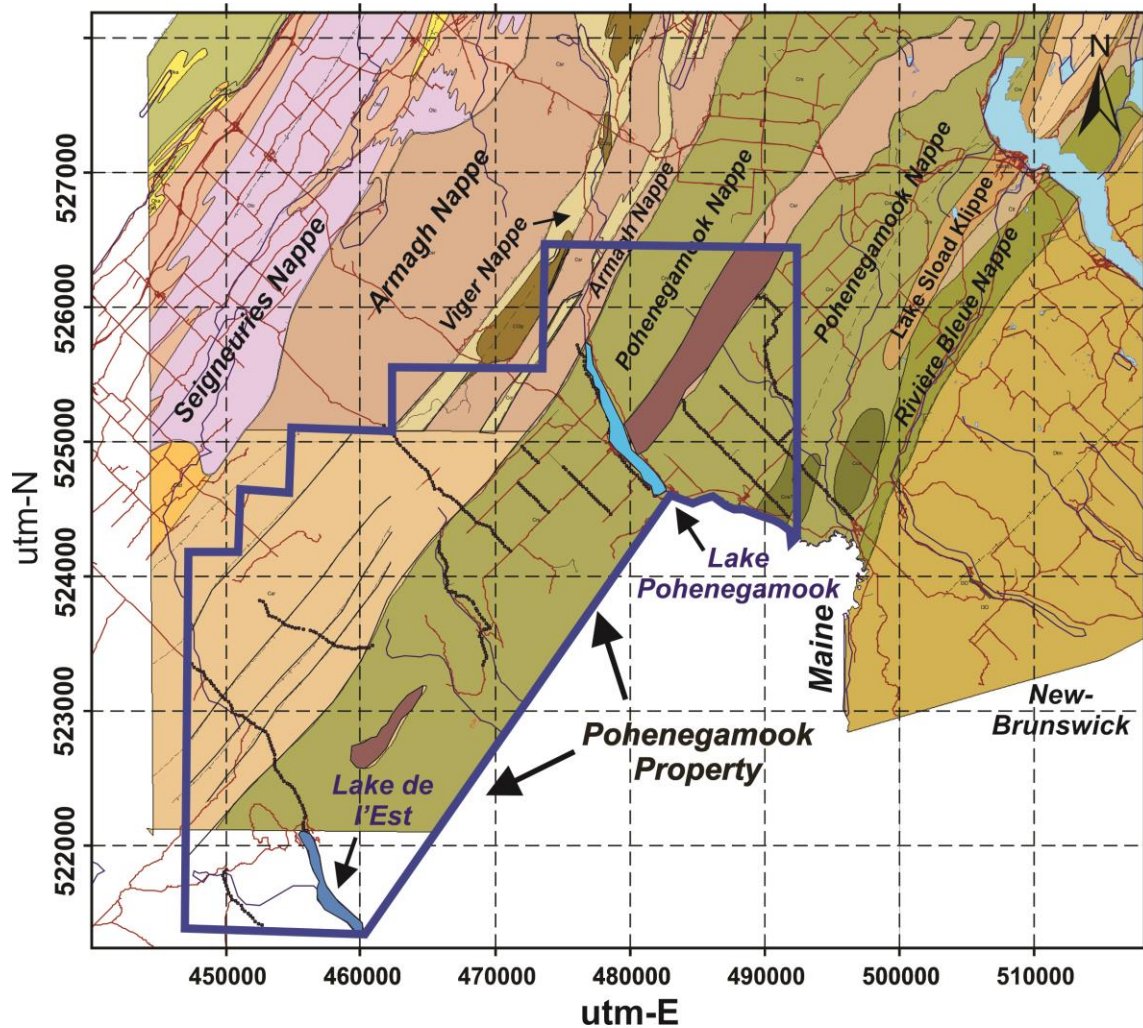 N
utm-N
527000
526000
525000
524000
523000
522000
Seigneuries Nappe
Armagh Nappe
Viger Nappe
Armagh Nappe
Pohenegamook Nappe
Pohenegamook Nappe
Lake Sload Klippe
Rivière Bleue Nappe
Lake
Pohenegamook
Maine
New-
Brunswick
Pohenegamook
Property
Lake de
l'Est
450000
460000
470000
480000
490000
500000
510000
utm-E